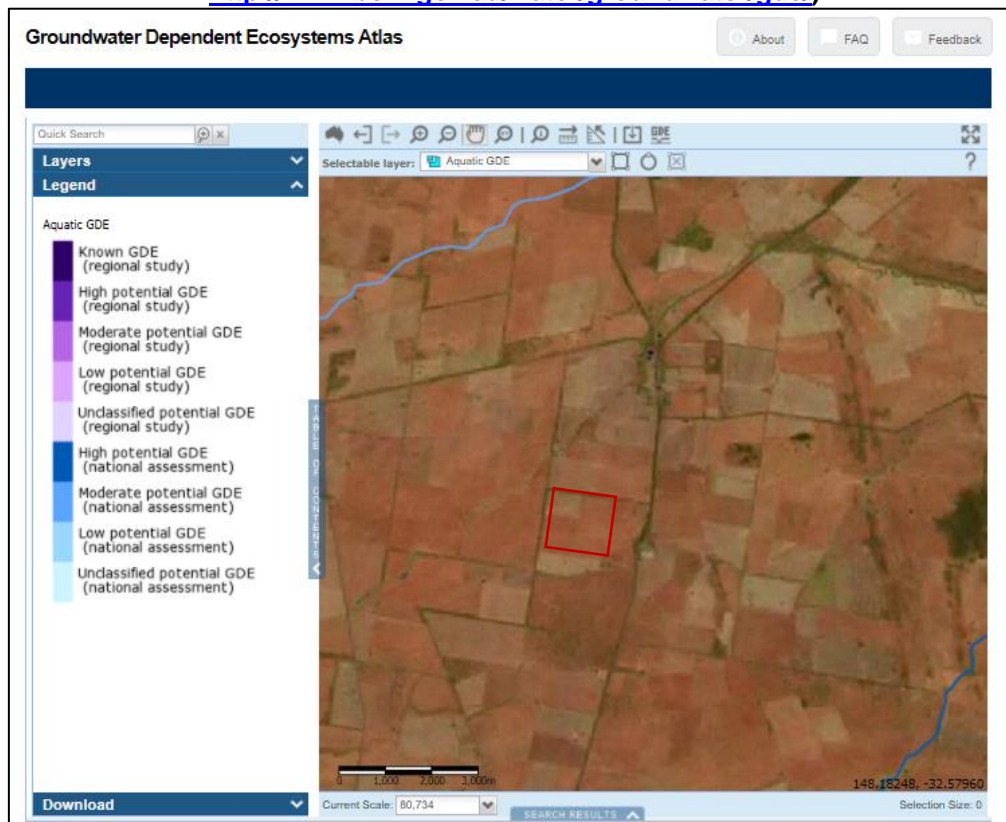 Groundwater Dependent Ecosystems Atlas
About
FAQ
Feedback
Quick Search
Layers
Legend
Selectable layer: Aquatic GDE
?
GDE
Aquatic GDE
Known GDE
(regional study)
High potential GDE
(regional study)
Moderate potential GDE
(regional study)
Low potential GDE
(regional study)
Unclassified potential GDE
(regional study)
High potential GDE
(national assessment)
Moderate potential GDE
(national assessment)
Low potential GDE
(national assessment)
Unclassified potential GDE
(national assessment)
TABLE OF CONTENTS
0 1,000 2,000 3,000m
148.18248, -32.57960
Download
Current Scale: 80,734
SEARCH RESULTS
Selection Size: 0